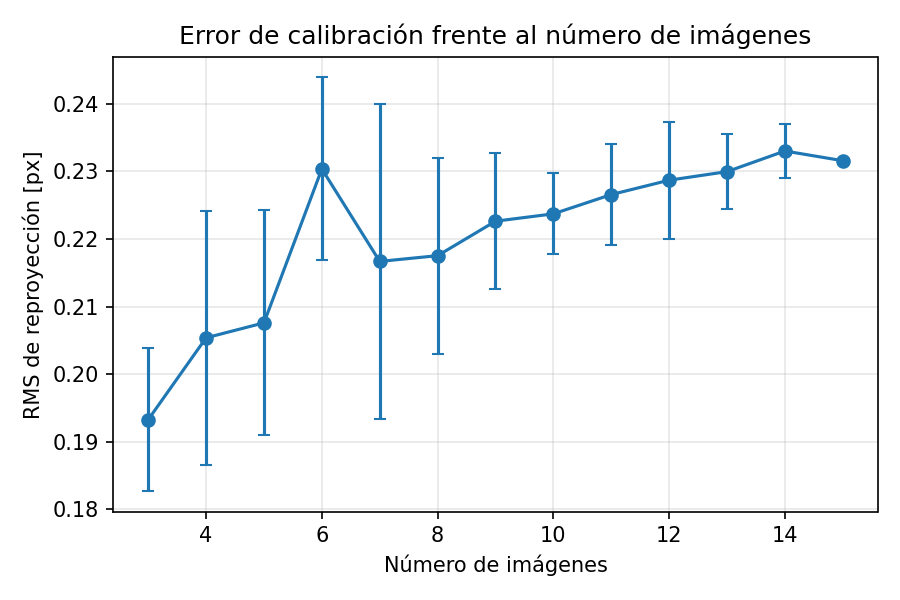 Error de calibración frente al número de imágenes
RMS de reproyección [px]
0.24
0.23
0.22
0.21
0.20
0.19
0.18
4 6 8 10 12 14
Número de imágenes